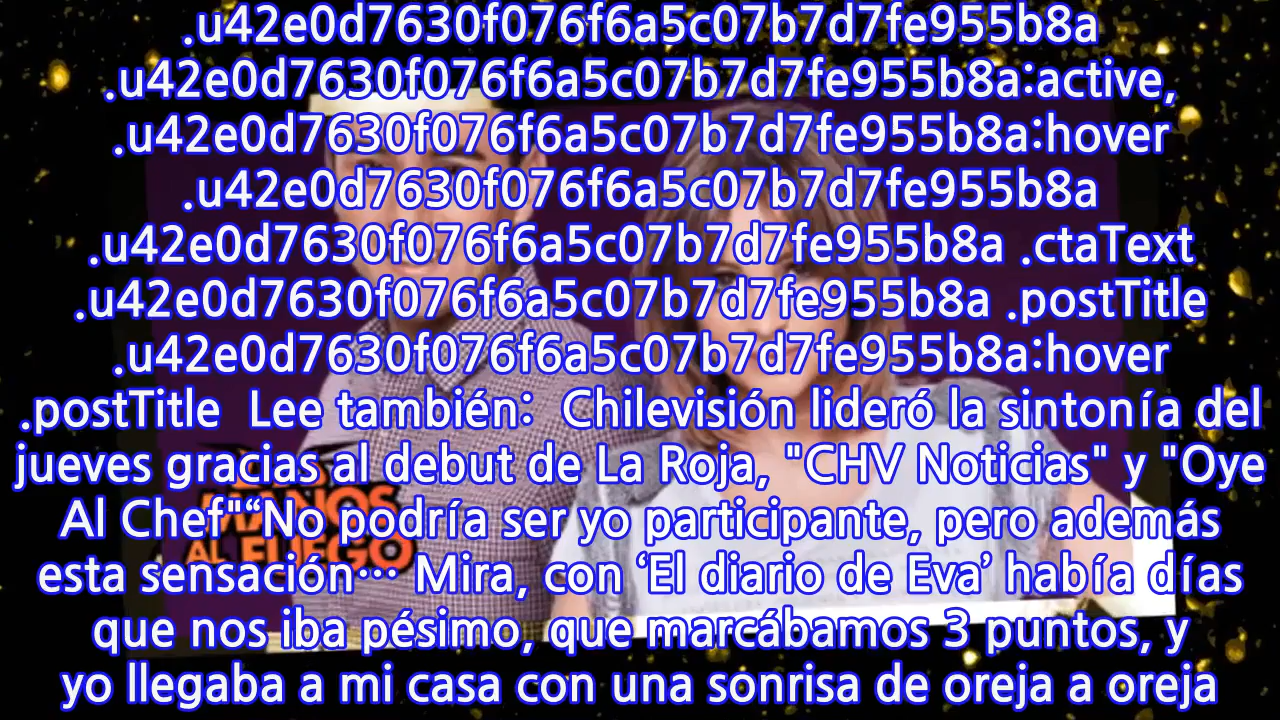 .u42e0d7630f076f6a5c07b7d7fe955b8a
.u42e0d7630f076f6a5c07b7d7fe955b8a:active,
.u42e0d7630f076f6a5c07b7d7fe955b8a:hover
.u42e0d7630f076f6a5c07b7d7fe955b8a
.u42e0d7630f076f6a5c07b7d7fe955b8a .ctaText
.u42e0d7630f076f6a5c07b7d7fe955b8a .postTitle
.u42e0d7630f076f6a5c07b7d7fe955b8a:hover
.postTitle  Lee también:  Chilevisión lideró la sintonía del
jueves gracias al debut de La Roja, "CHV Noticias" y "Oye
Al Chef"“No podría ser yo participante, pero además
esta sensación… Mira, con ‘El diario de Eva’ había días
que nos iba pésimo, que marcábamos 3 puntos, y
yo llegaba a mi casa con una sonrisa de oreja a oreja
MANOS
AL FUEGO